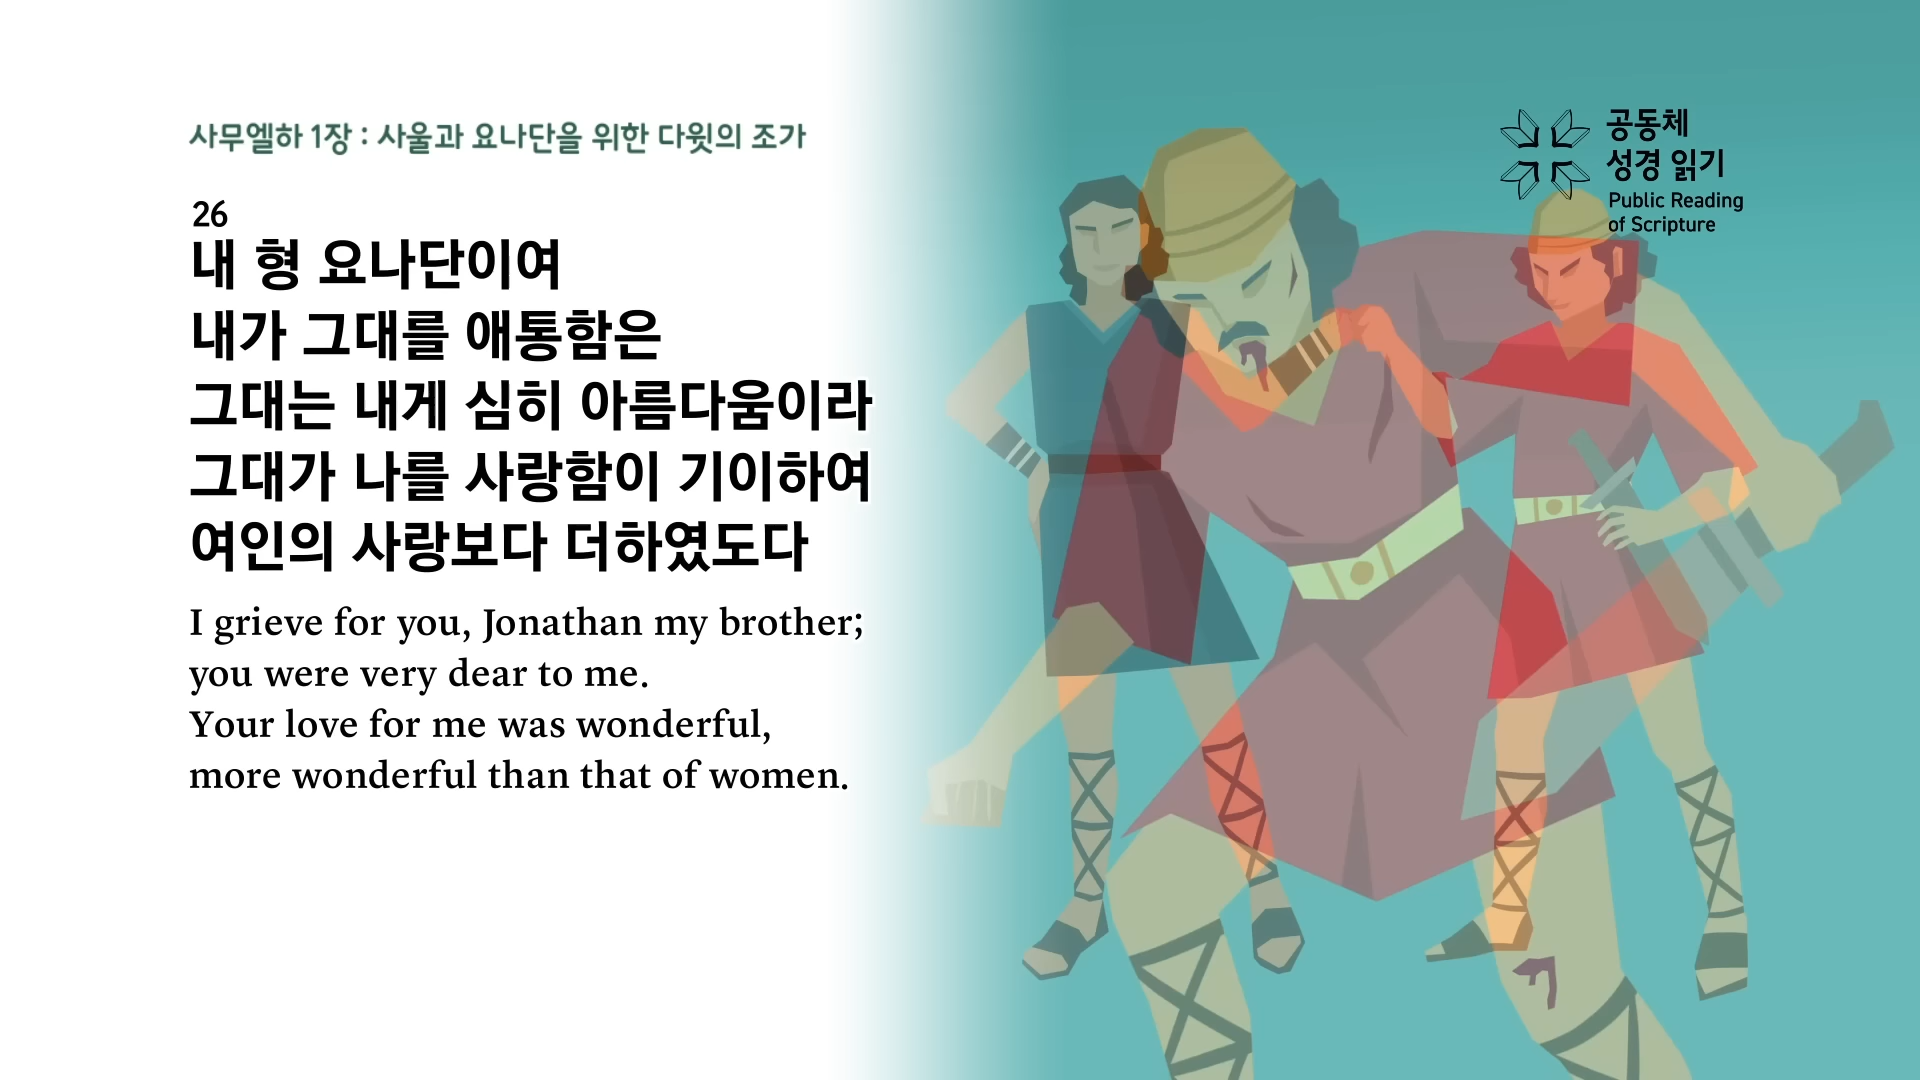 사무엘하 1장 : 사울과 요나단을 위한 다윗의 조가
26
내 형 요나단이여
내가 그대를 애통함은
그대는 내게 심히 아름다움이라
그대가 나를 사랑함이 기이하여
여인의 사랑보다 더하였도다
I grieve for you, Jonathan my brother;
you were very dear to me.
Your love for me was wonderful,
more wonderful than that of women.
공동체
성경 읽기
Public Reading
of Scripture